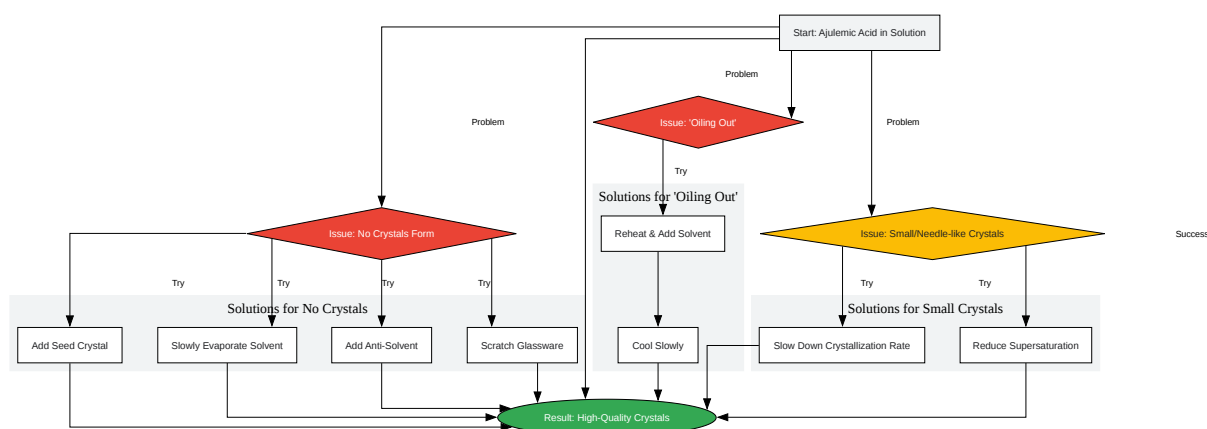 Start: Ajulemic Acid in Solution
Problem
Issue: 'Oiling Out'
Problem
Problem
Try
Solutions for 'Oiling Out'
Reheat & Add Solvent
Issue: No Crystals Form
Issue: Small/Needle-like Crystals
Success
Try
Try
Try
Try
Try
Try
Solutions for No Crystals
Solutions for Small Crystals
Add Seed Crystal
Slowly Evaporate Solvent
Add Anti-Solvent
Scratch Glassware
Cool Slowly
Slow Down Crystallization Rate
Reduce Supersaturation
Result: High-Quality Crystals